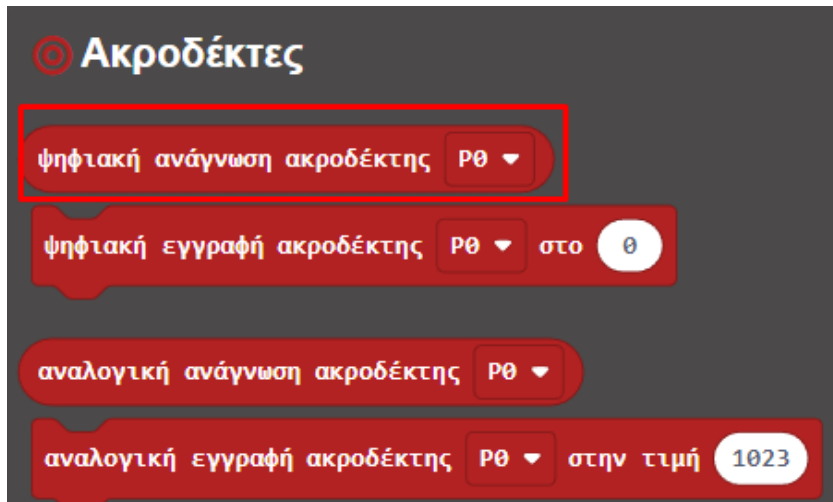 Ακροδέκτες
ψηφιακή ανάγνωση ακροδέκτης P0
ψηφιακή εγγραφή ακροδέκτης P0 στο 0
αναλογική ανάγνωση ακροδέκτης P0
αναλογική εγγραφή ακροδέκτης P0 στην τιμή 1023